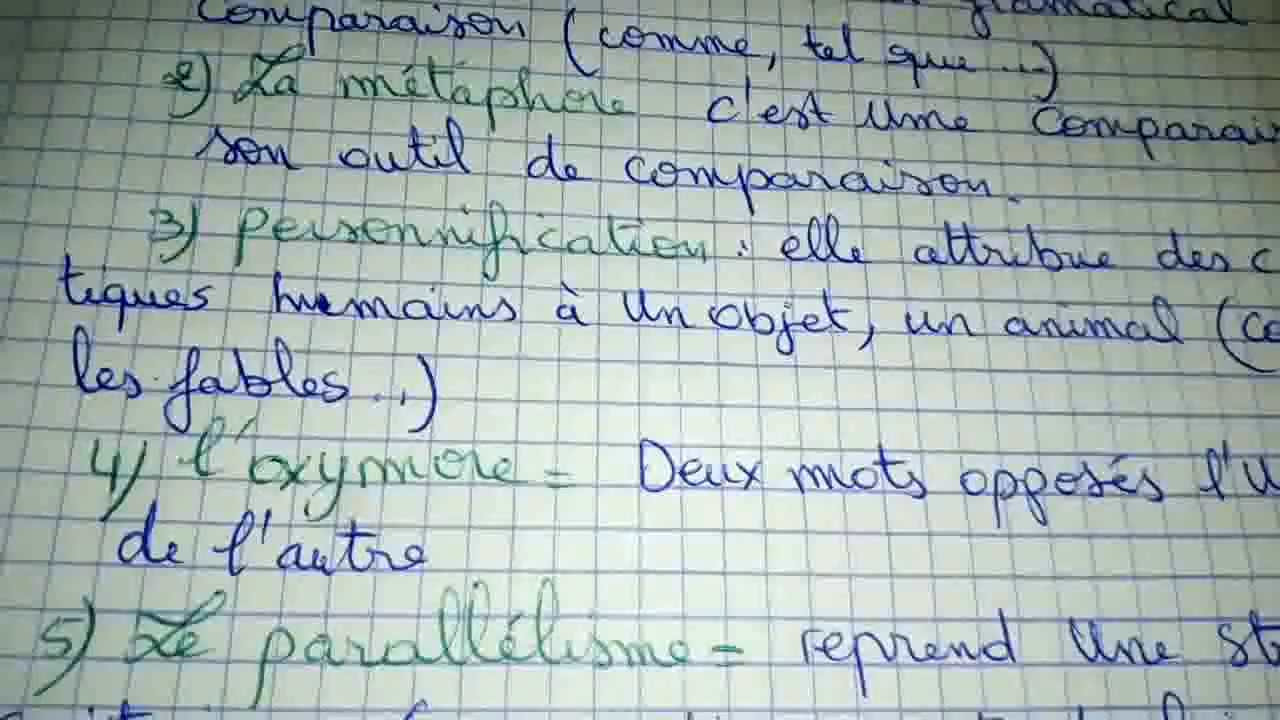 Comparaison (comme, tel que ...)
2) La métaphore c'est une comparai
son outil de comparaison.
3) Personnification : elle attribue des c
tiques humains à un objet, un animal (co
les fables ...)
4) l'oxymore = Deux mots opposés l'u
de l'autre
5) Le parallélisme = reprend une st